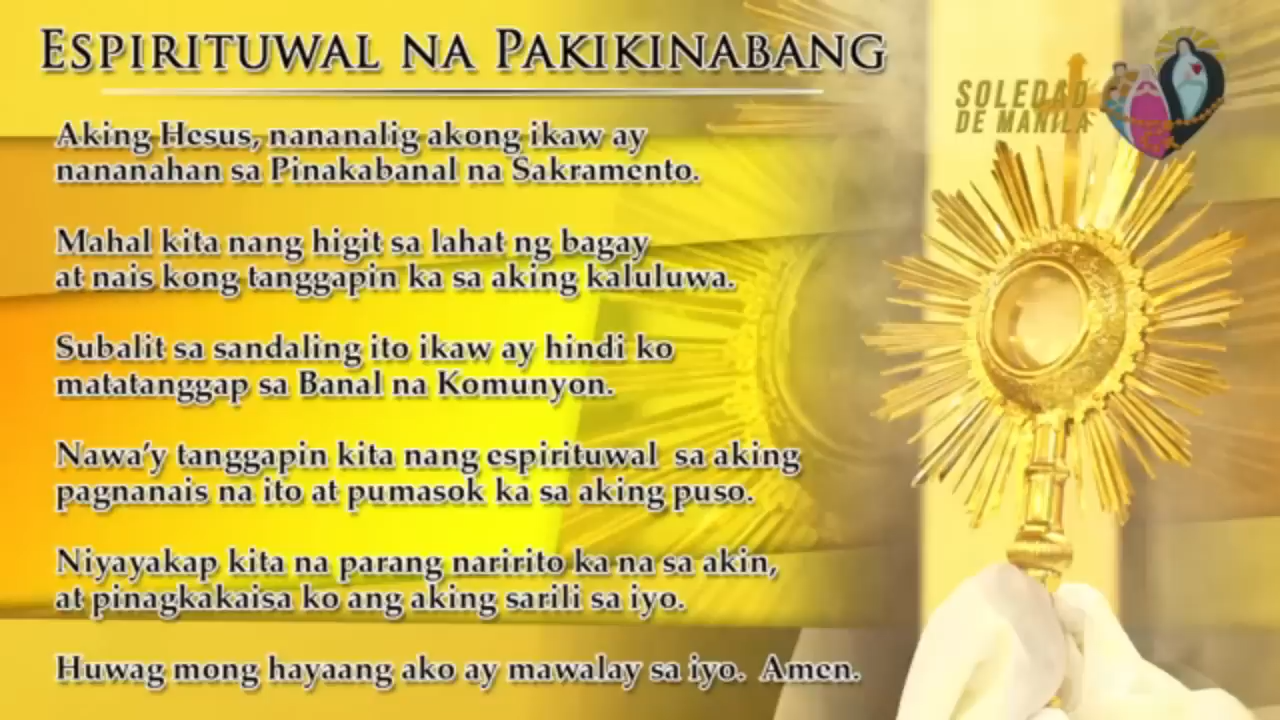 ESPIRITUWAL NA PAKIKINABANG
SOLEDAD
DE MANILA
Aking Hesus, nananalig akong ikaw ay
nananahan sa Pinakabanal na Sakramento.
Mahal kita nang higit sa lahat ng bagay
at nais kong tanggapin ka sa aking kaluluwa.
Subalit sa sandaling ito ikaw ay hindi ko
matatanggap sa Banal na Komunyon.
Nawa'y tanggapin kita nang espirituwal sa aking
pagnanais na ito at pumasok ka sa aking puso.
Niyayakap kita na parang naririto ka na sa akin,
at pinagkakaisa ko ang aking sarili sa iyo.
Huwag mong hayaang ako ay mawalay sa iyo. Amen.